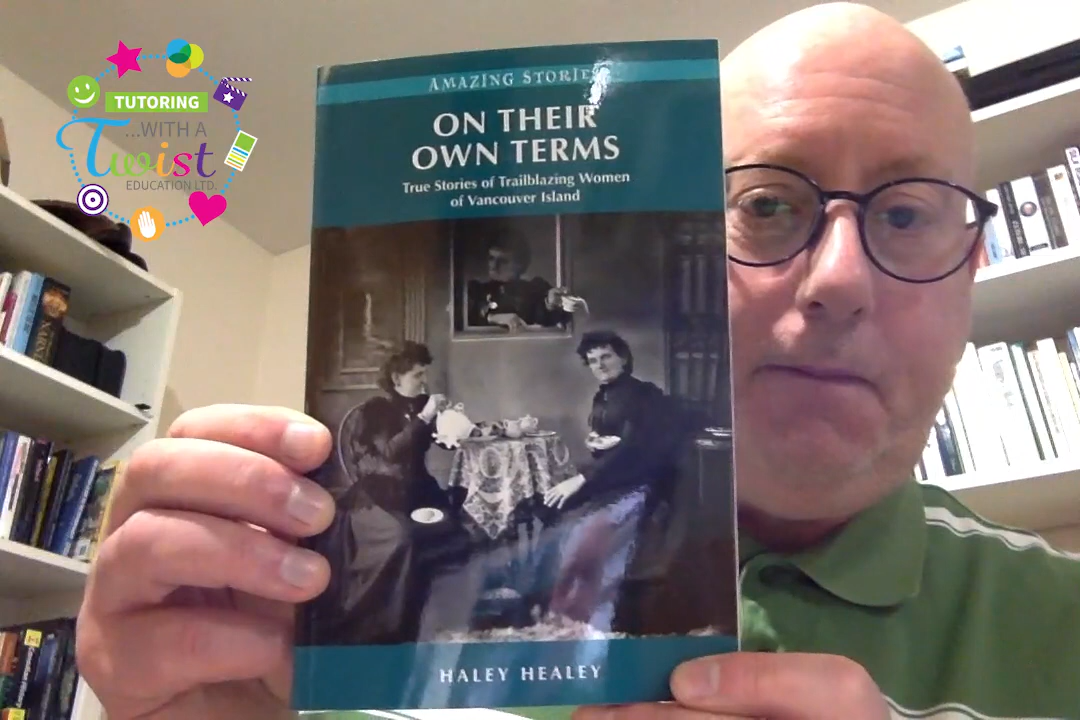 TUTORING
...WITH A
Twist
EDUCATION LTD.
AMAZING STORIES
ON THEIR
OWN TERMS
True Stories of Trailblazing Women
of Vancouver Island
HALEY HEALEY
NARNIA